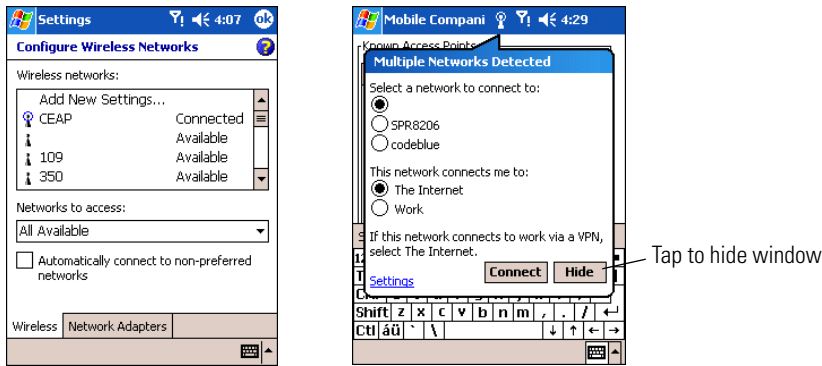 Settings 4:07 ok
Configure Wireless Networks ?
Wireless networks:
Add New Settings...
CEAP Connected
Available
109 Available
350 Available
Networks to access:
All Available
Automatically connect to non-preferred
networks
Wireless Network Adapters
Mobile Compani 4:29
Known Access Points
Multiple Networks Detected
Select a network to connect to:
SPR8206
codeblue
This network connects me to:
The Internet
Work
If this network connects to work via a VPN,
select The Internet.
Settings Connect Hide
Shift z x c v b n m , . / ↵
Ctl áü ` \ ↓ ↑ ← →
Tap to hide window